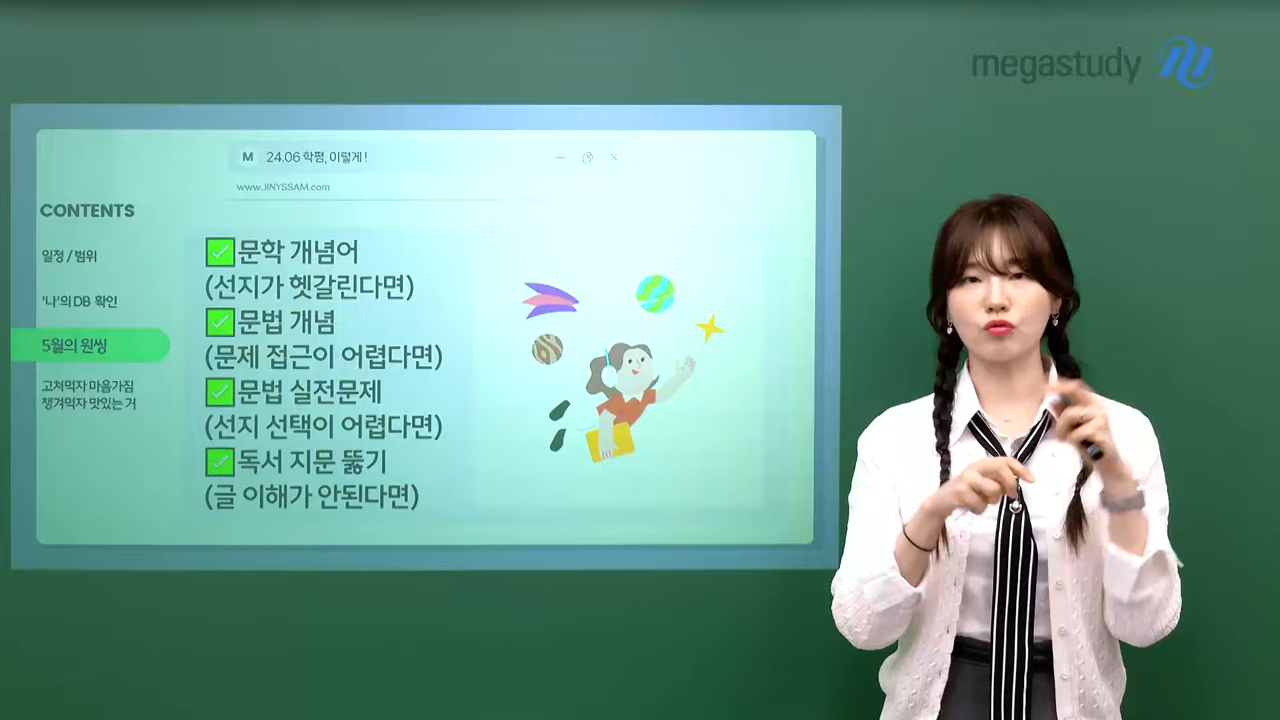 megastudy
M 24.06 학평, 이렇게!
www.JINYSSAM.com
CONTENTS
일정 / 범위
'나'의 DB 확인
5월의 원씽
고쳐먹자 마음가짐
챙겨먹자 맛있는 거
문학 개념어
(선지가 헷갈린다면)
문법 개념
(문제 접근이 어렵다면)
문법 실전문제
(선지 선택이 어렵다면)
독서 지문 뚫기
(글 이해가 안된다면)